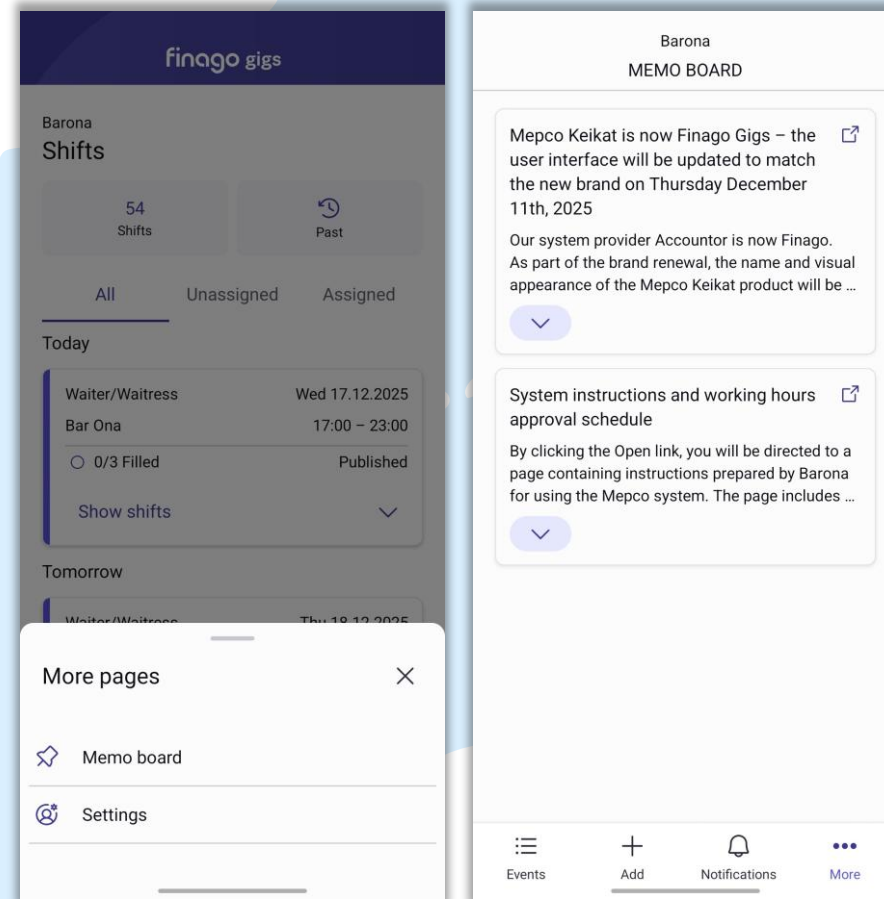 finago gigs
Barona
Shifts
54
Shifts
Past
All
Unassigned
Assigned
Today
Waiter/Waitress
Wed 17.12.2025
Bar Ona
17:00 – 23:00
0/3 Filled
Published
Show shifts
Tomorrow
Waiter/Waitress
Thu 18.12.2025
More pages
Memo board
Settings
Barona
MEMO BOARD
Mepco Keikat is now Finago Gigs – the
user interface will be updated to match
the new brand on Thursday December
11th, 2025
Our system provider Accountor is now Finago.
As part of the brand renewal, the name and visual
appearance of the Mepco Keikat product will be ...
System instructions and working hours
approval schedule
By clicking the Open link, you will be directed to a
page containing instructions prepared by Barona
for using the Mepco system. The page includes ...
Events
Add
Notifications
More